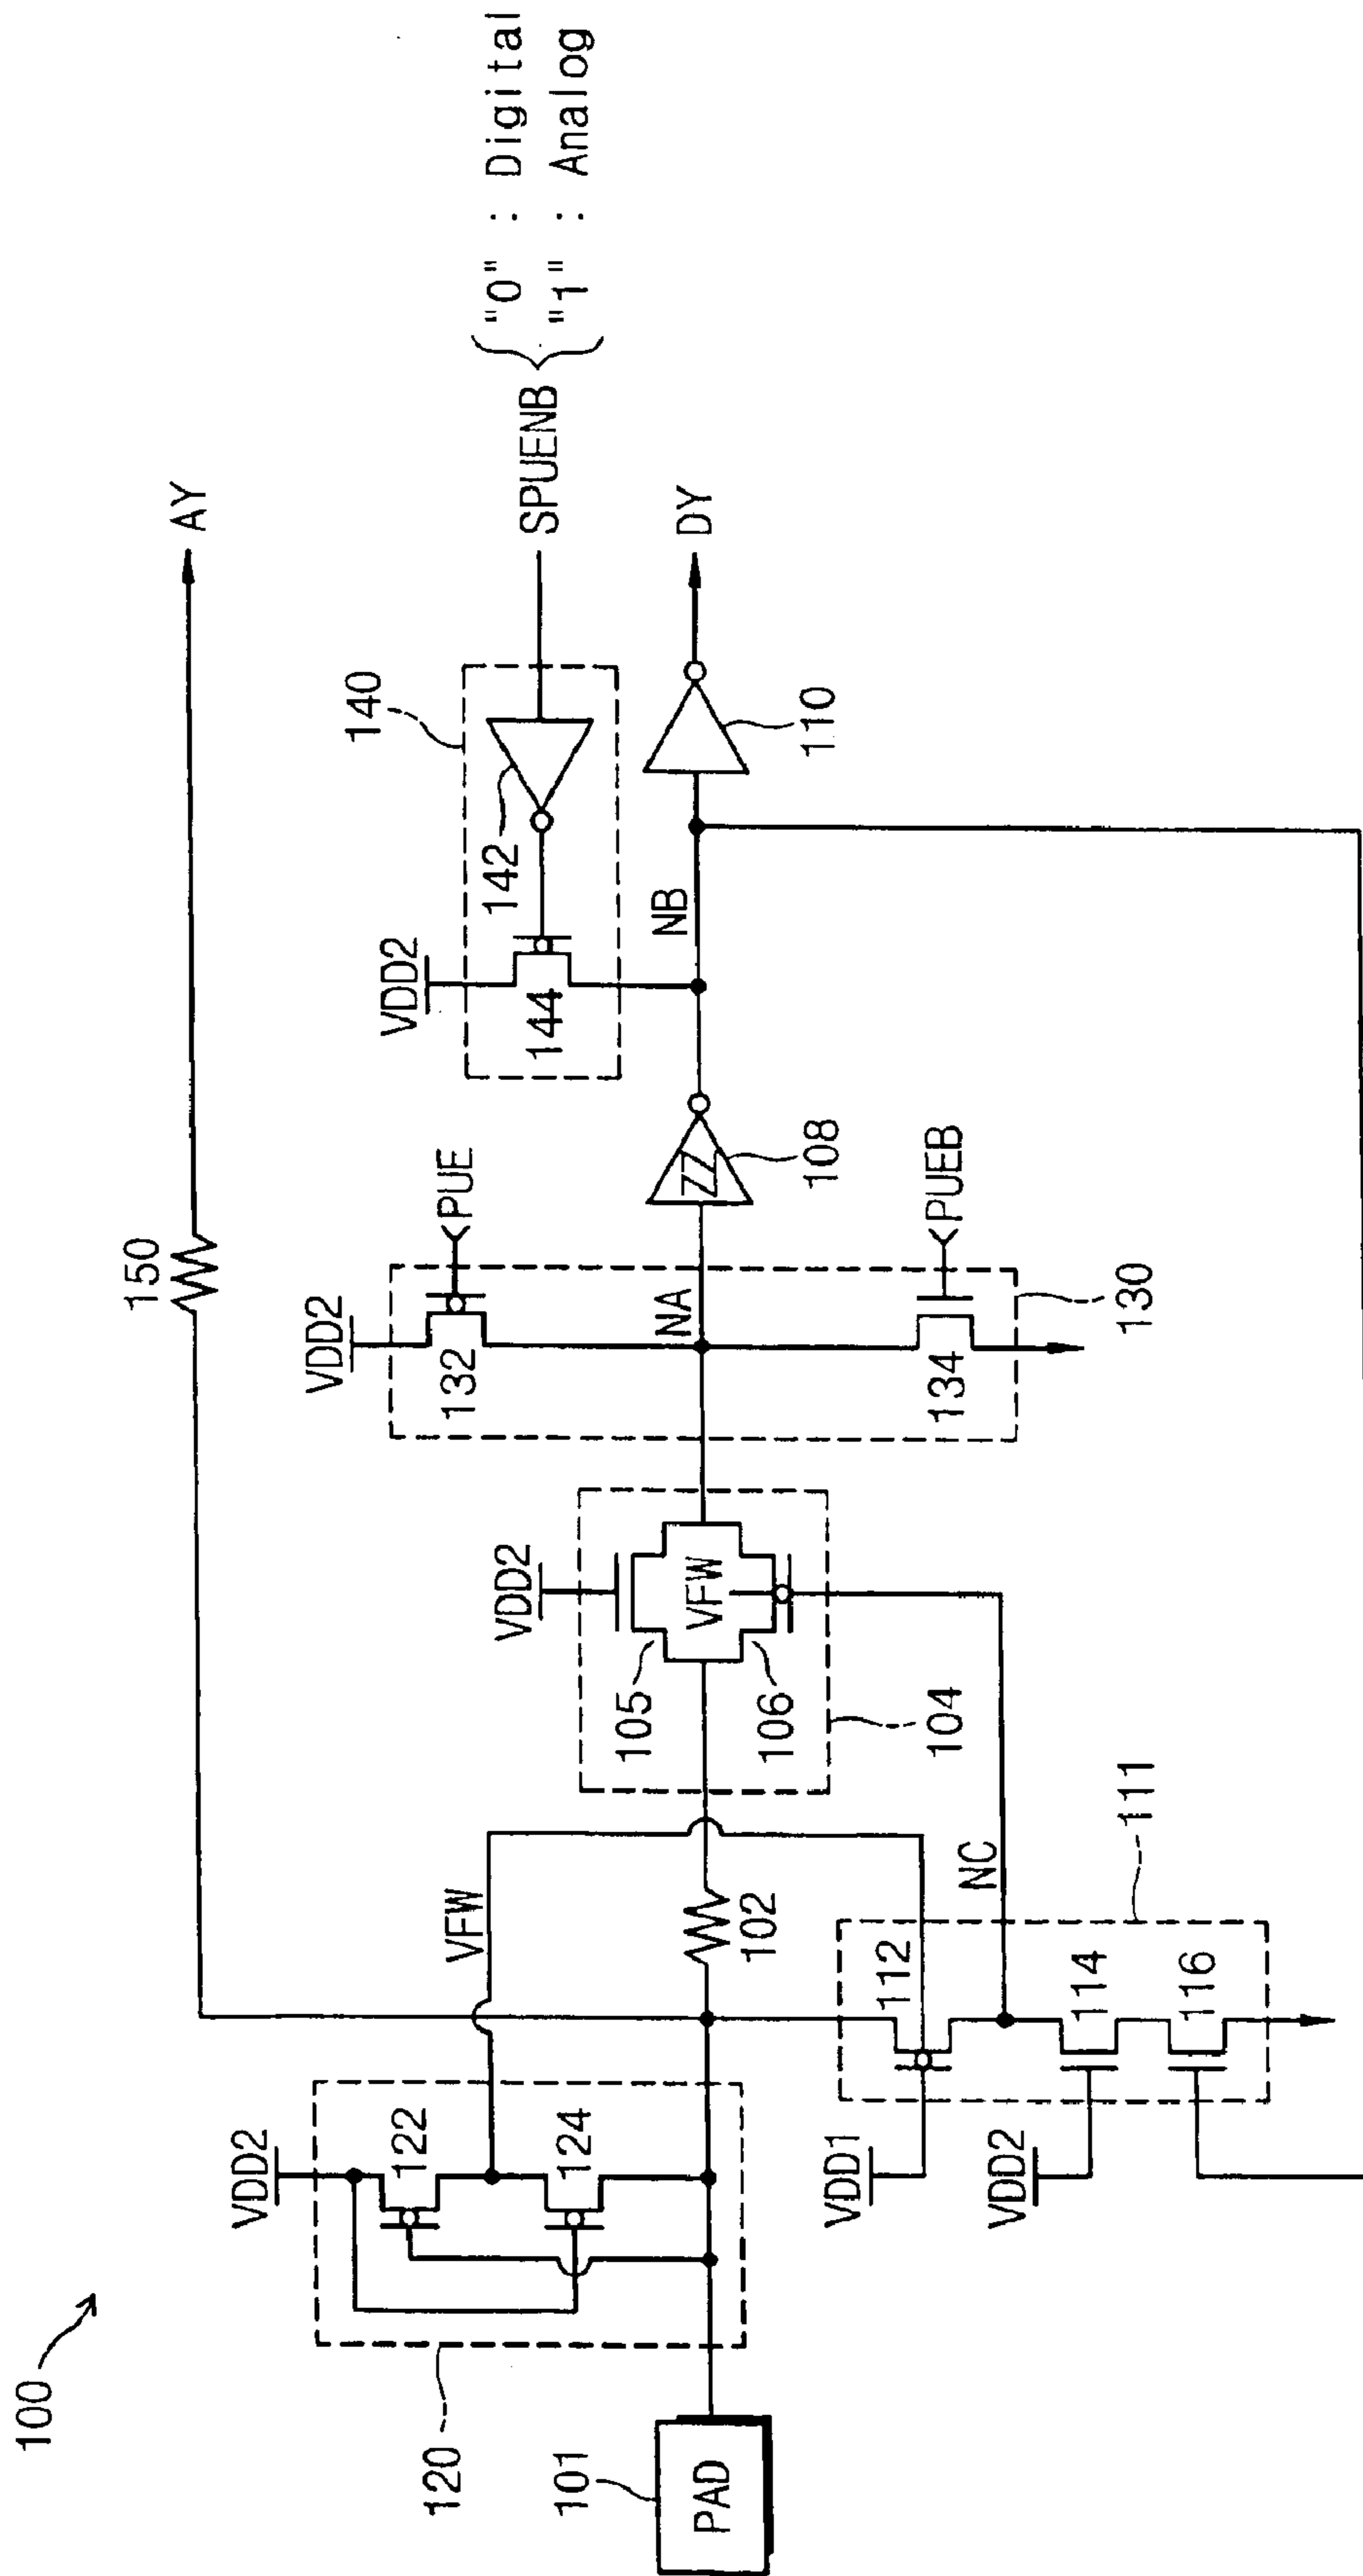 100
150
AY
VDD2
PUE
VDD2
140
SPUENB
"0" : Digital
"1" : Analog
142
144
132
VDD2
VFW
VDD2
120
122
124
105
VFW
106
104
NA
NB
DY
108
110
101
PAD
102
134
PUEB
130
VDD1
112
NC
111
VDD2
114
116